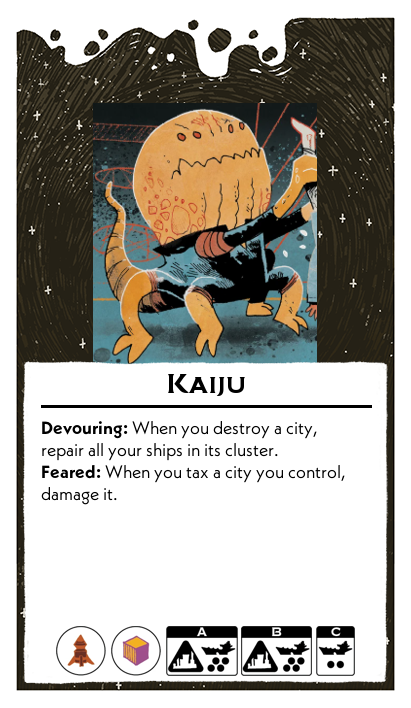 KAIJU
Devouring: When you destroy a city,
repair all your ships in its cluster.
Feared: When you tax a city you control,
damage it.
A B C